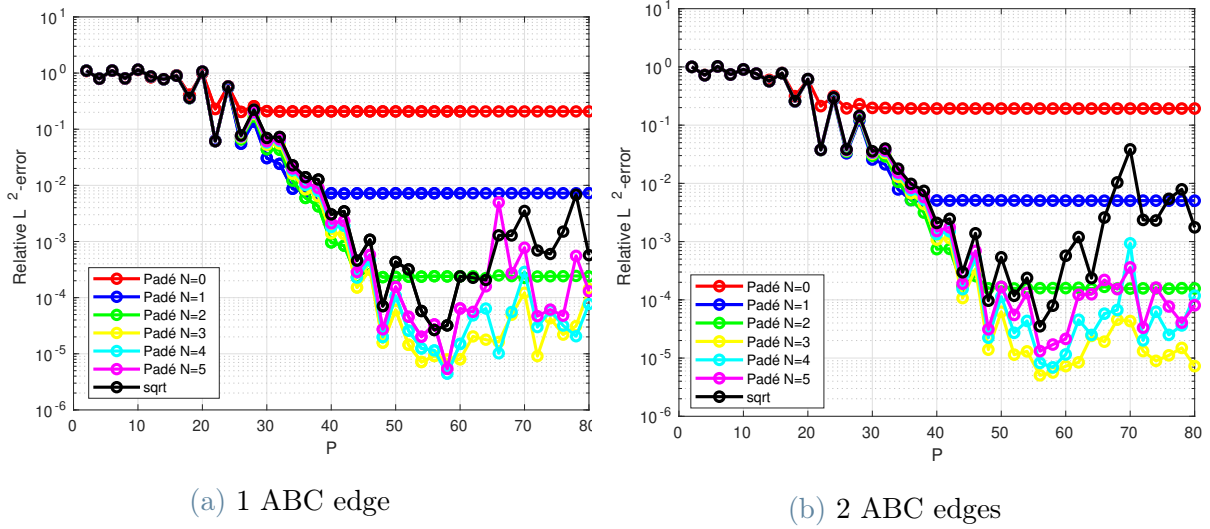 10^1
10^0
10^-1
10^-2
10^-3
10^-4
10^-5
10^-6
Relative L^2-error
Padé N=0
Padé N=1
Padé N=2
Padé N=3
Padé N=4
Padé N=5
sqrt
0 10 20 30 40 50 60 70 80
P
(a) 1 ABC edge
10^1
10^0
10^-1
10^-2
10^-3
10^-4
10^-5
10^-6
Relative L^2-error
Padé N=0
Padé N=1
Padé N=2
Padé N=3
Padé N=4
Padé N=5
sqrt
0 10 20 30 40 50 60 70 80
P
(b) 2 ABC edges